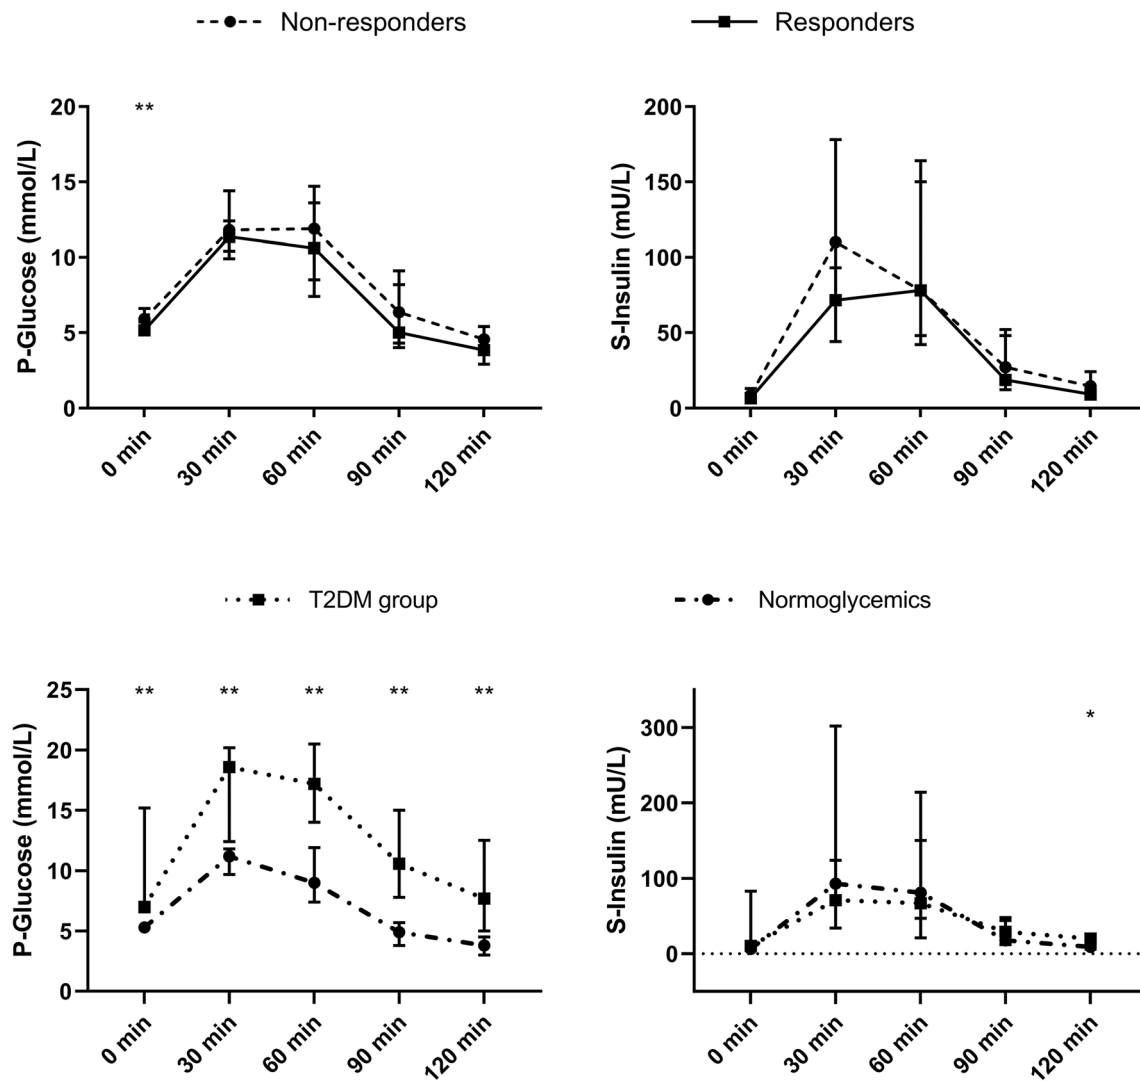 Non-responders
Responders
**
P-Glucose (mmol/L)
20
15
10
5
0
0 min
30 min
60 min
90 min
120 min
S-Insulin (mU/L)
200
150
100
50
0
0 min
30 min
60 min
90 min
120 min
T2DM group
Normoglycemics
** ** ** ** **
P-Glucose (mmol/L)
25
20
15
10
5
0
0 min
30 min
60 min
90 min
120 min
*
S-Insulin (mU/L)
300
200
100
0
0 min
30 min
60 min
90 min
120 min